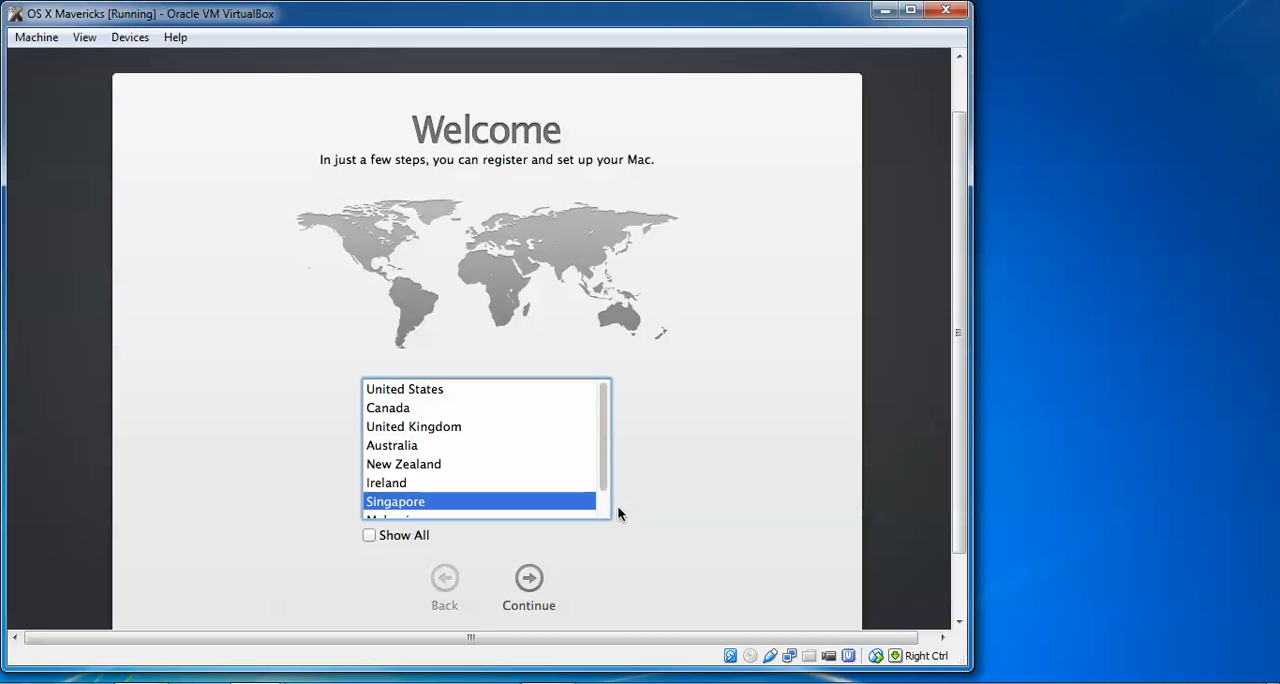 OS X Mavericks [Running] - Oracle VM VirtualBox
Machine View Devices Help
Welcome
In just a few steps, you can register and set up your Mac.
United States
Canada
United Kingdom
Australia
New Zealand
Ireland
Singapore
Show All
Back Continue
Right Ctrl